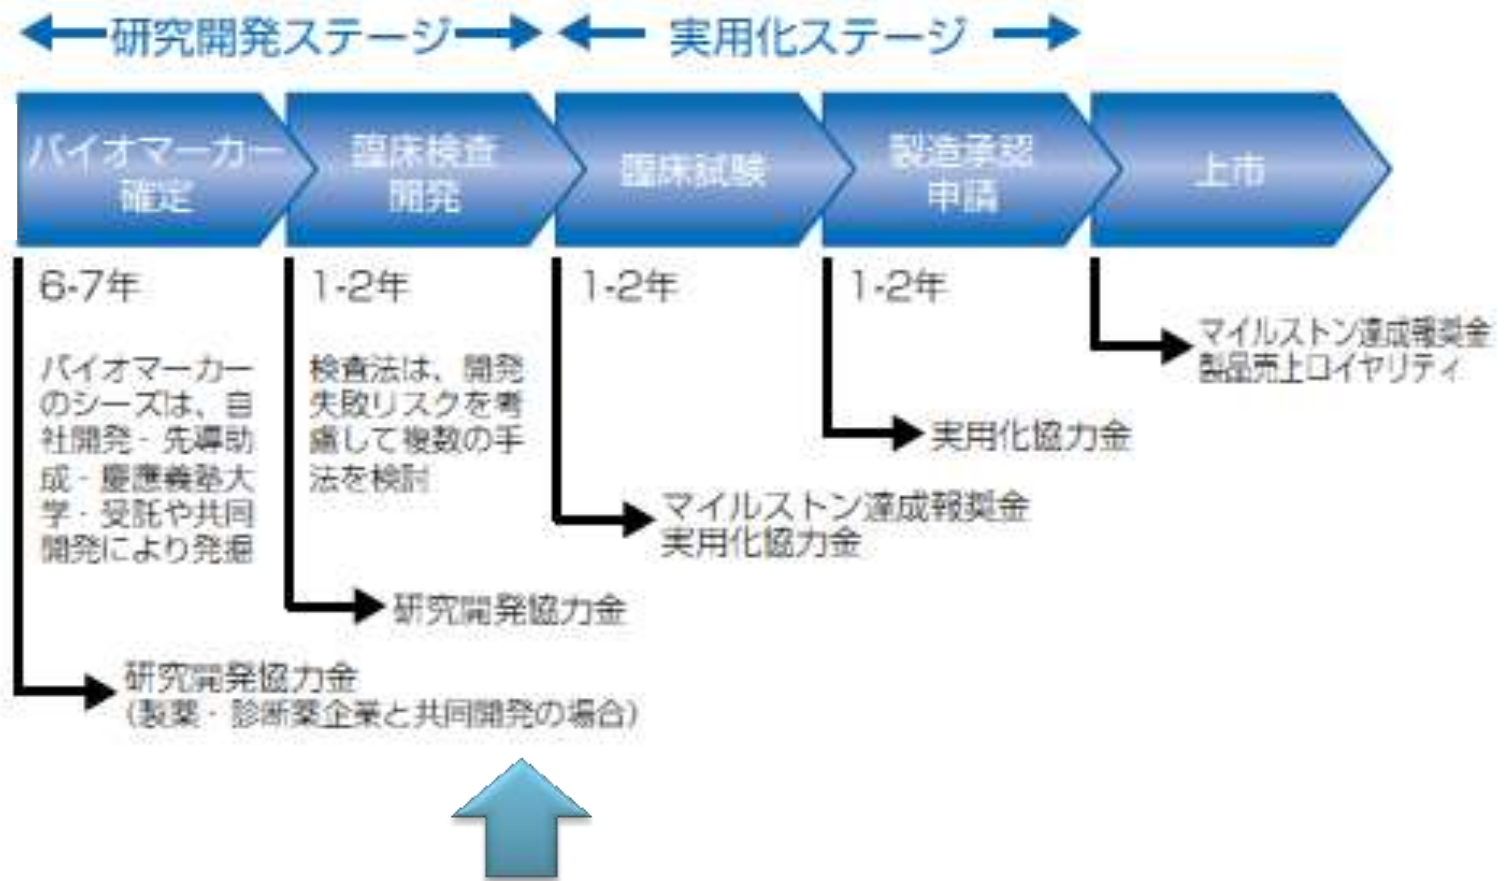 研究開発ステージ
実用化ステージ
バイオマーカー
確定
臨床検査
開発
臨床試験
製造承認
申請
上市
6-7年
1-2年
1-2年
1-2年
バイオマーカー
のシーズは、自
社開発・先導助
成・慶應義塾大
学・受託や共同
開発により発掘
検査法は、開発
失敗リスクを考
慮して複数の手
法を検討
マイルストン達成報奨金
製品売上ロイヤリティ
実用化協力金
マイルストン達成報奨金
実用化協力金
研究開発協力金
研究開発協力金
(製薬・診断薬企業と共同開発の場合)